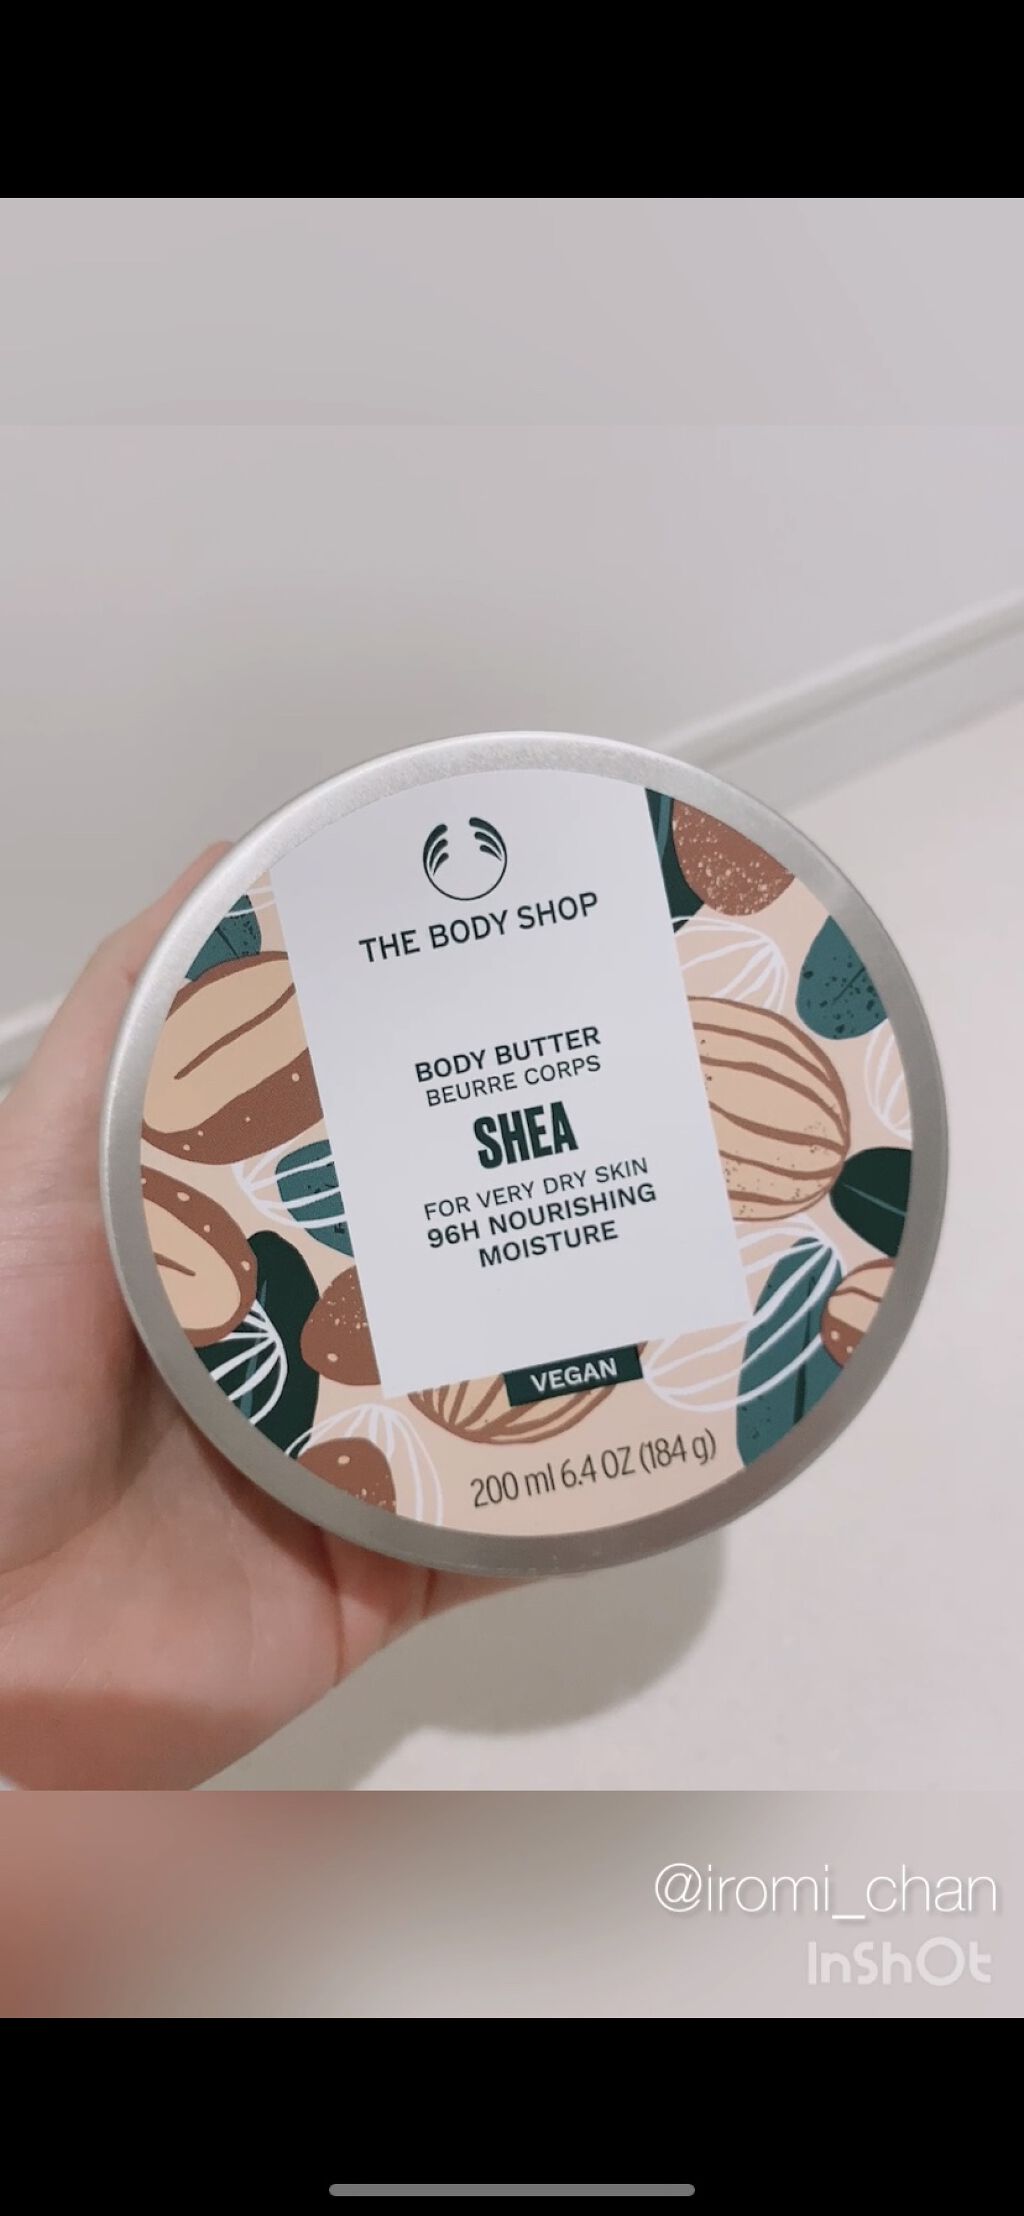 THE BODY SHOP
BODY BUTTER
BEURRE CORPS
SHEA
FOR VERY DRY SKIN
96H NOURISHING
MOISTURE
VEGAN
200 ml 6.4 OZ (184 g)
@iromi_chan
InShOt